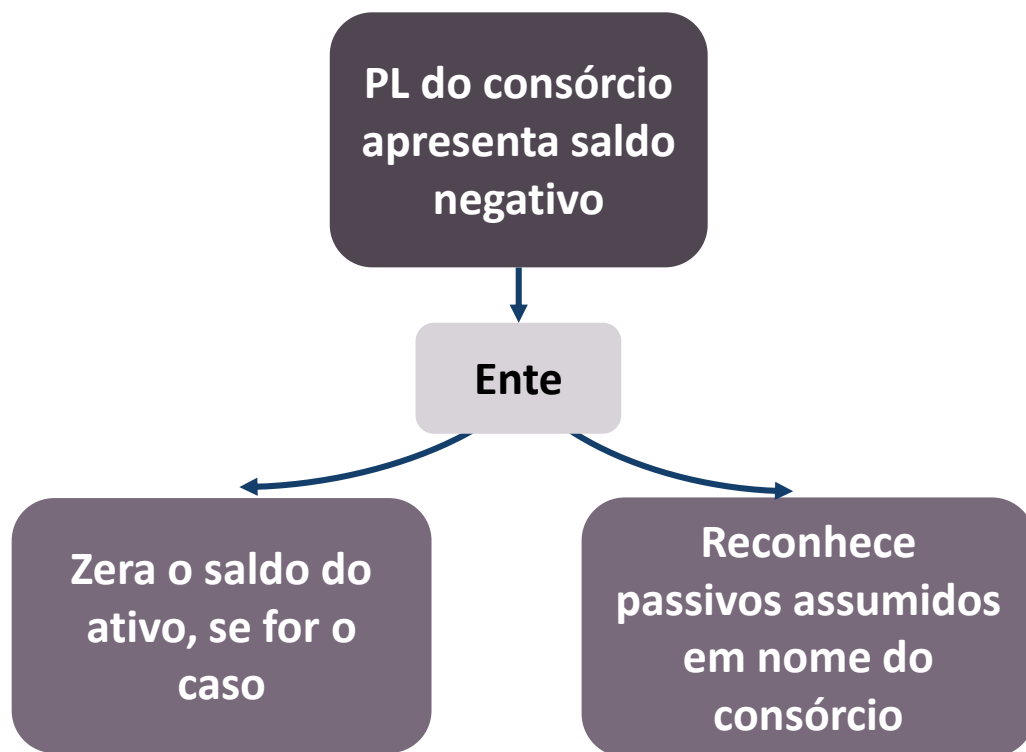 PL do consórcio
apresenta saldo
negativo
Ente
Zera o saldo do
ativo, se for o
caso
Reconhece
passivos assumidos
em nome do
consórcio